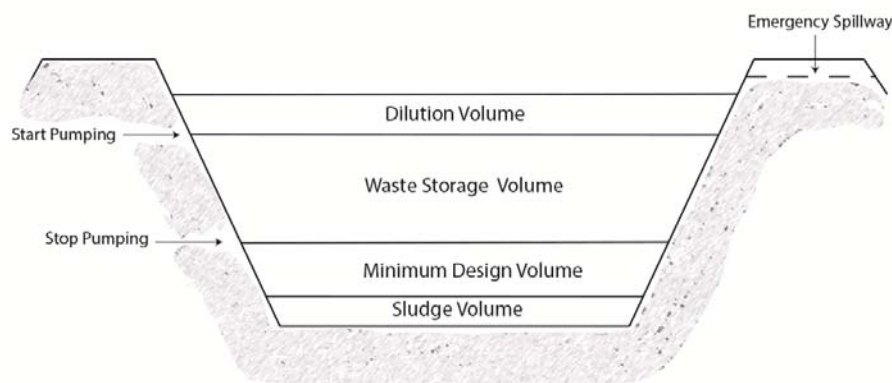 Emergency Spillway
Dilution Volume
Start Pumping
Waste Storage Volume
Stop Pumping
Minimum Design Volume
Sludge Volume